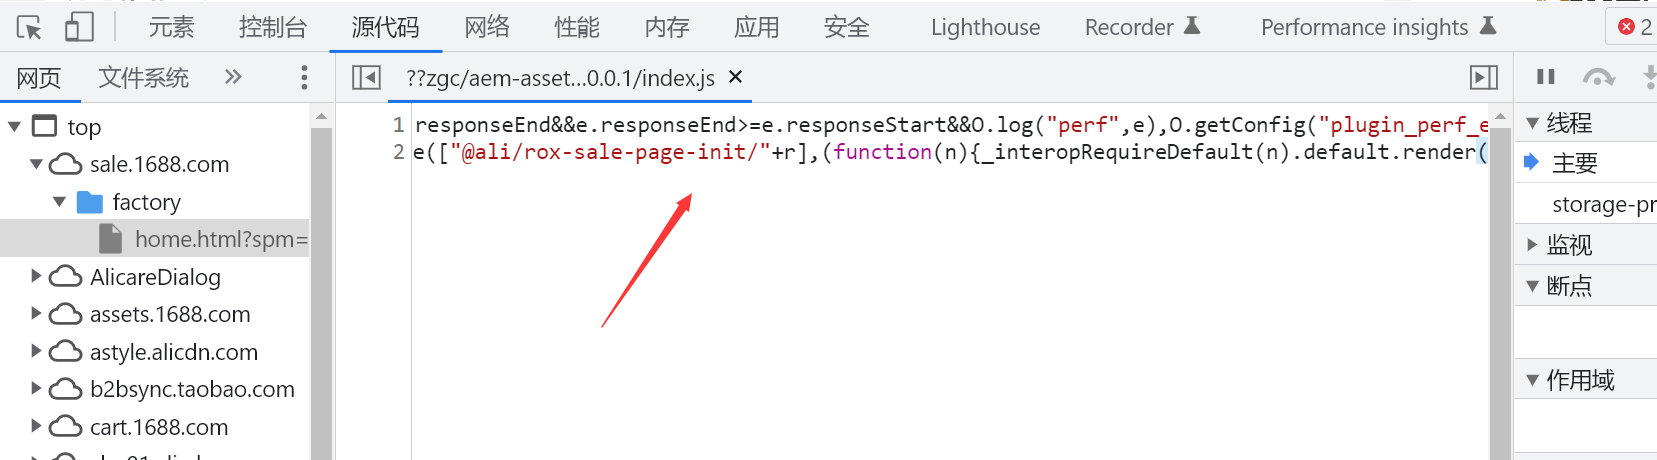 元素 控制台 源代码 网络 性能 内存 应用 安全 Lighthouse Recorder Performance insights 2
网页 文件系统 » ??zgc/aem-asset...0.0.1/index.js ×
top
sale.1688.com
factory
home.html?spm=
AlicareDialog
assets.1688.com
astyle.alicdn.com
b2bsync.taobao.com
cart.1688.com
1 responseEnd&&e.responseEnd>=e.responseStart&&O.log("perf",e),O.getConfig("plugin_perf_e
2 e(["@ali/rox-sale-page-init/"+r],(function(n){_interopRequireDefault(n).default.render(
线程
主要
storage-pr
监视
断点
作用域